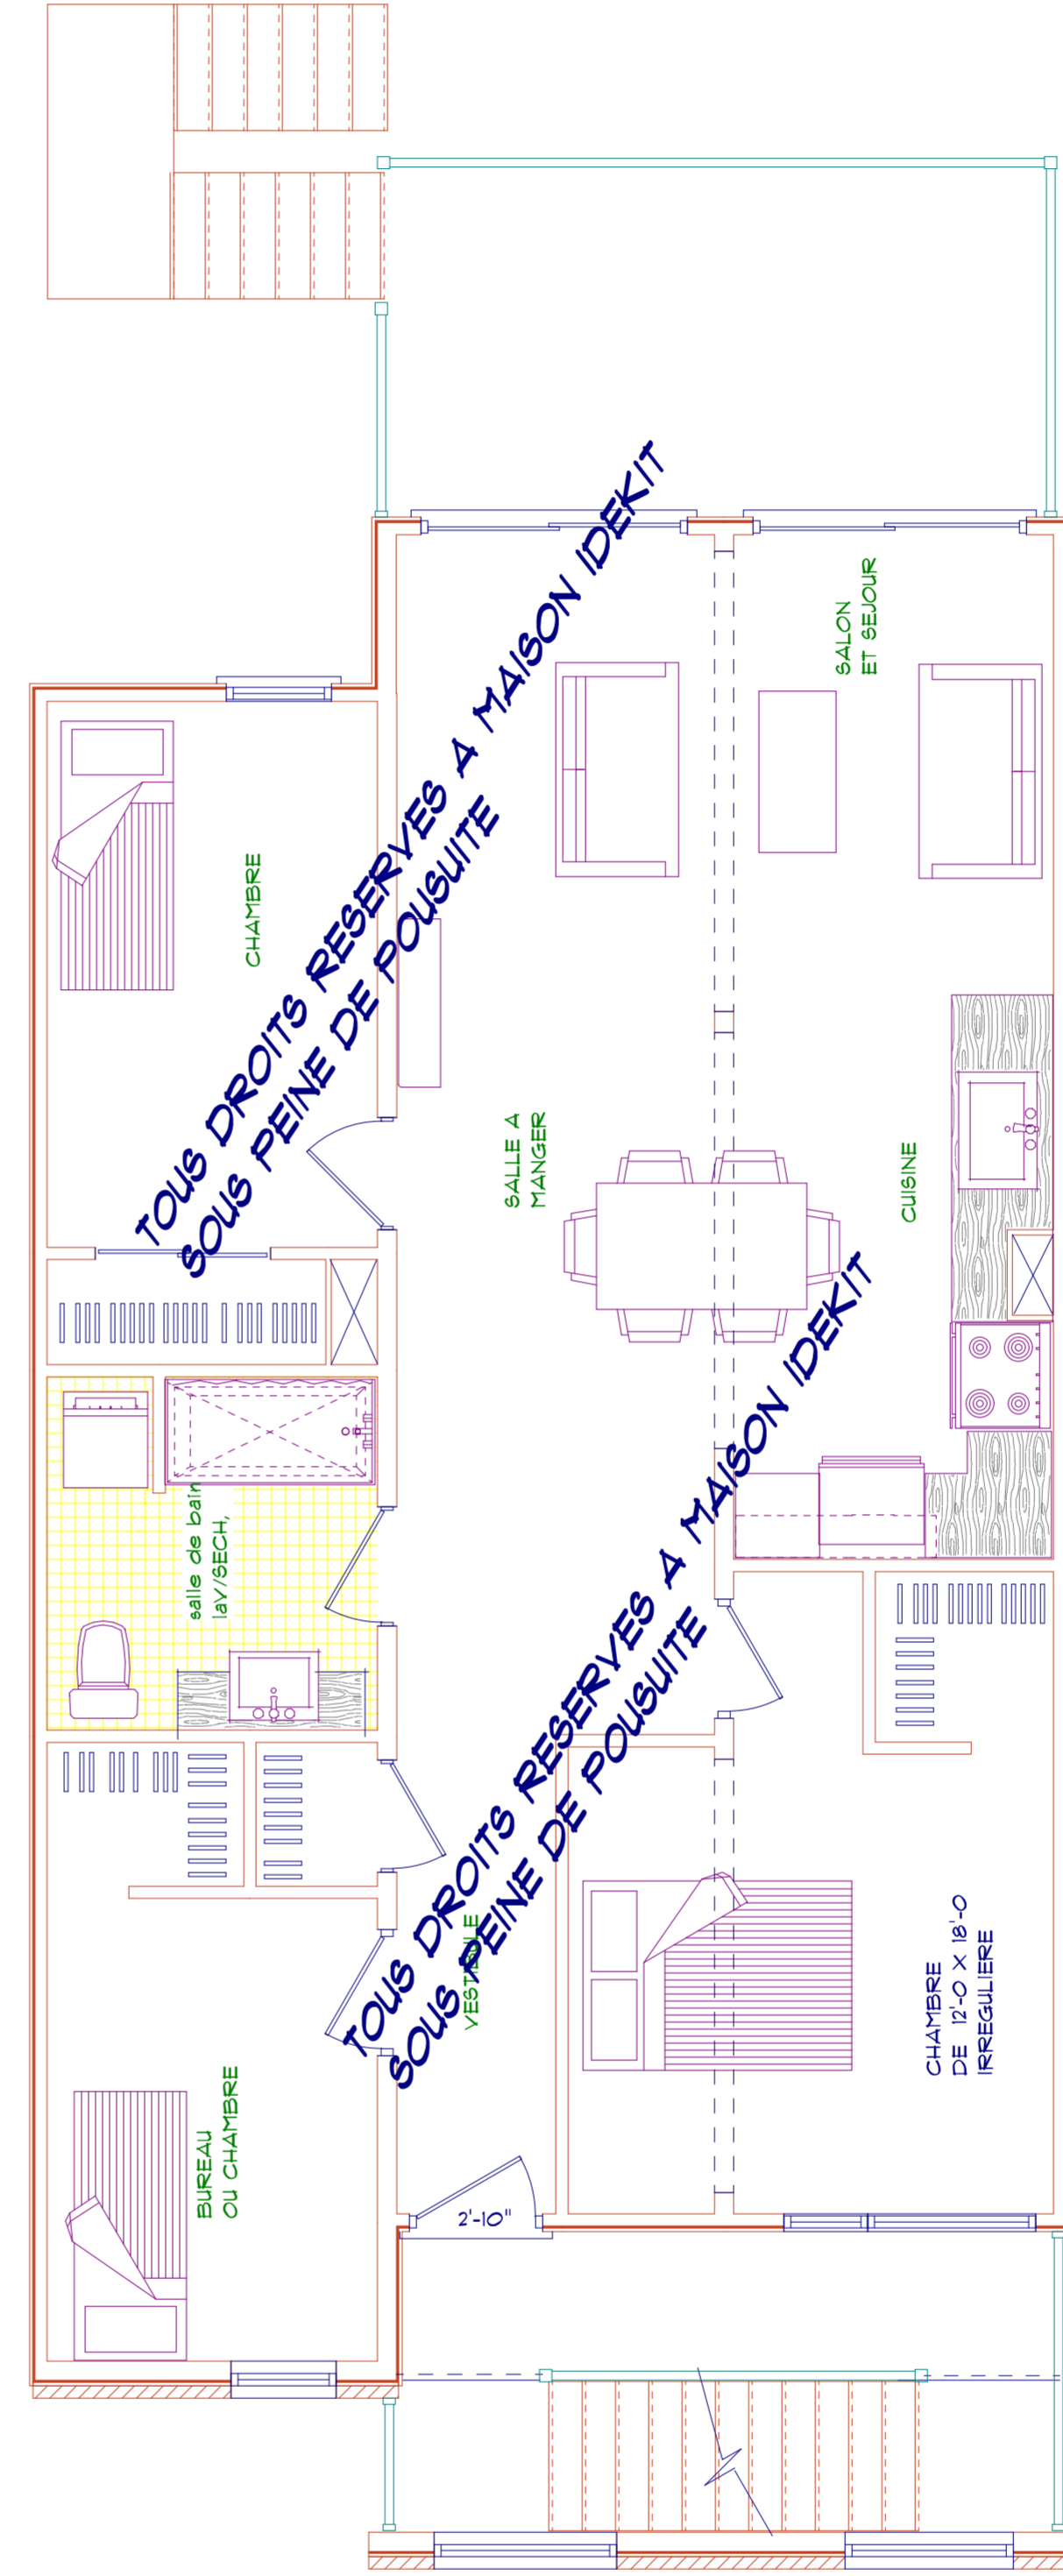 SALON
ET SEJOUR
CHAMBRE
TOUS DROITS RESERVES A MAISON IDEKIT
SOUS PEINE DE POUSUITE
SALLE A
MANGER
CUISINE
salle de bain
lav/SECH,
TOUS DROITS RESERVES A MAISON IDEKIT
SOUS PEINE DE POUSUITE
VESTIBULE
CHAMBRE
DE 12'-0 X 18'-0
IRREGULIERE
BUREAU
OU CHAMBRE
2'-10"